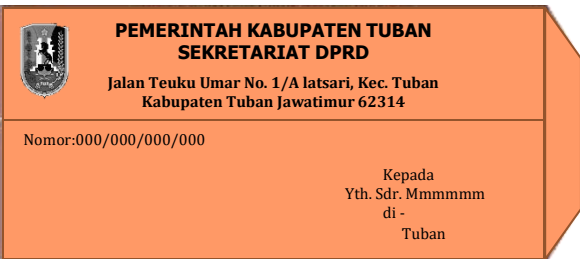 PEMERINTAH KABUPATEN TUBAN
SEKRETARIAT DPRD
Jalan Teuku Umar No. 1/A latsari, Kec. Tuban
Kabupaten Tuban Jawatimur 62314
Nomor:000/000/000/000
Kepada
Yth. Sdr. Mmmmmm
di -
Tuban